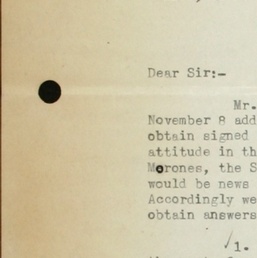 Dear Sir:-
Mr.
November 8 add
obtain signed
attitude in th
Morones, the S
would be news
Accordingly we
obtain answers
1.